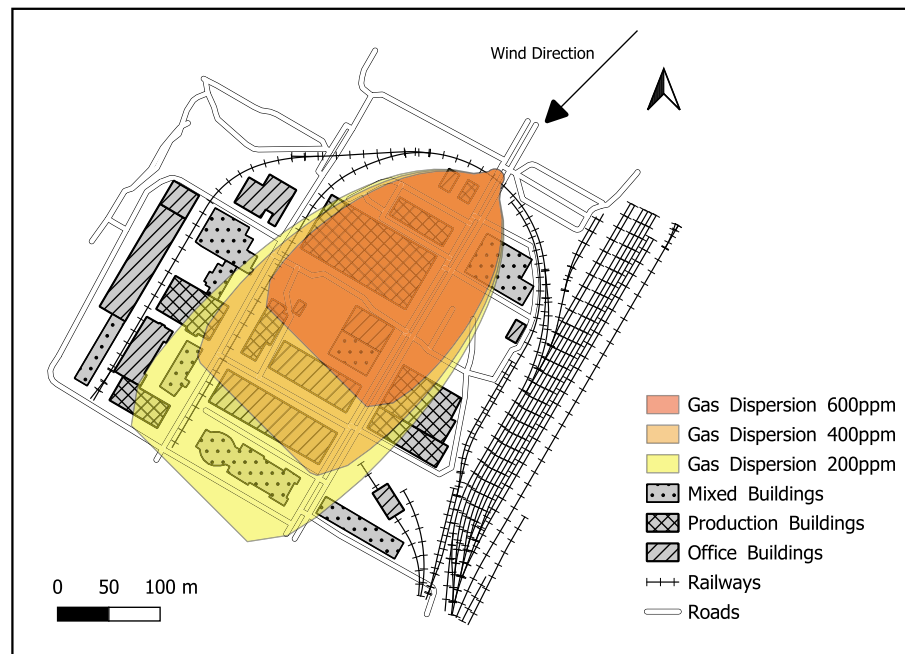 Wind Direction
Gas Dispersion 600ppm
Gas Dispersion 400ppm
Gas Dispersion 200ppm
Mixed Buildings
Production Buildings
Office Buildings
Railways
Roads
0 50 100 m